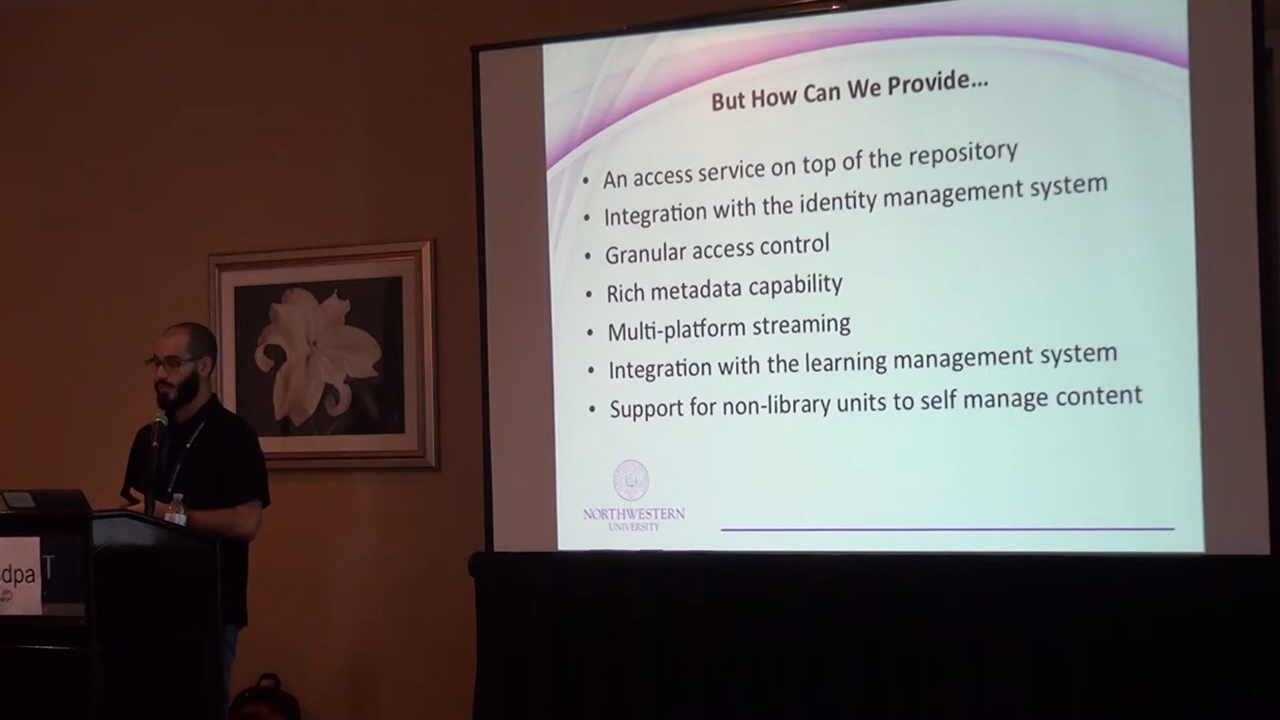 But How Can We Provide...
• An access service on top of the repository
• Integration with the identity management system
• Granular access control
• Rich metadata capability
• Multi-platform streaming
• Integration with the learning management system
• Support for non-library units to self manage content
NORTHWESTERN
UNIVERSITY
dpa
T